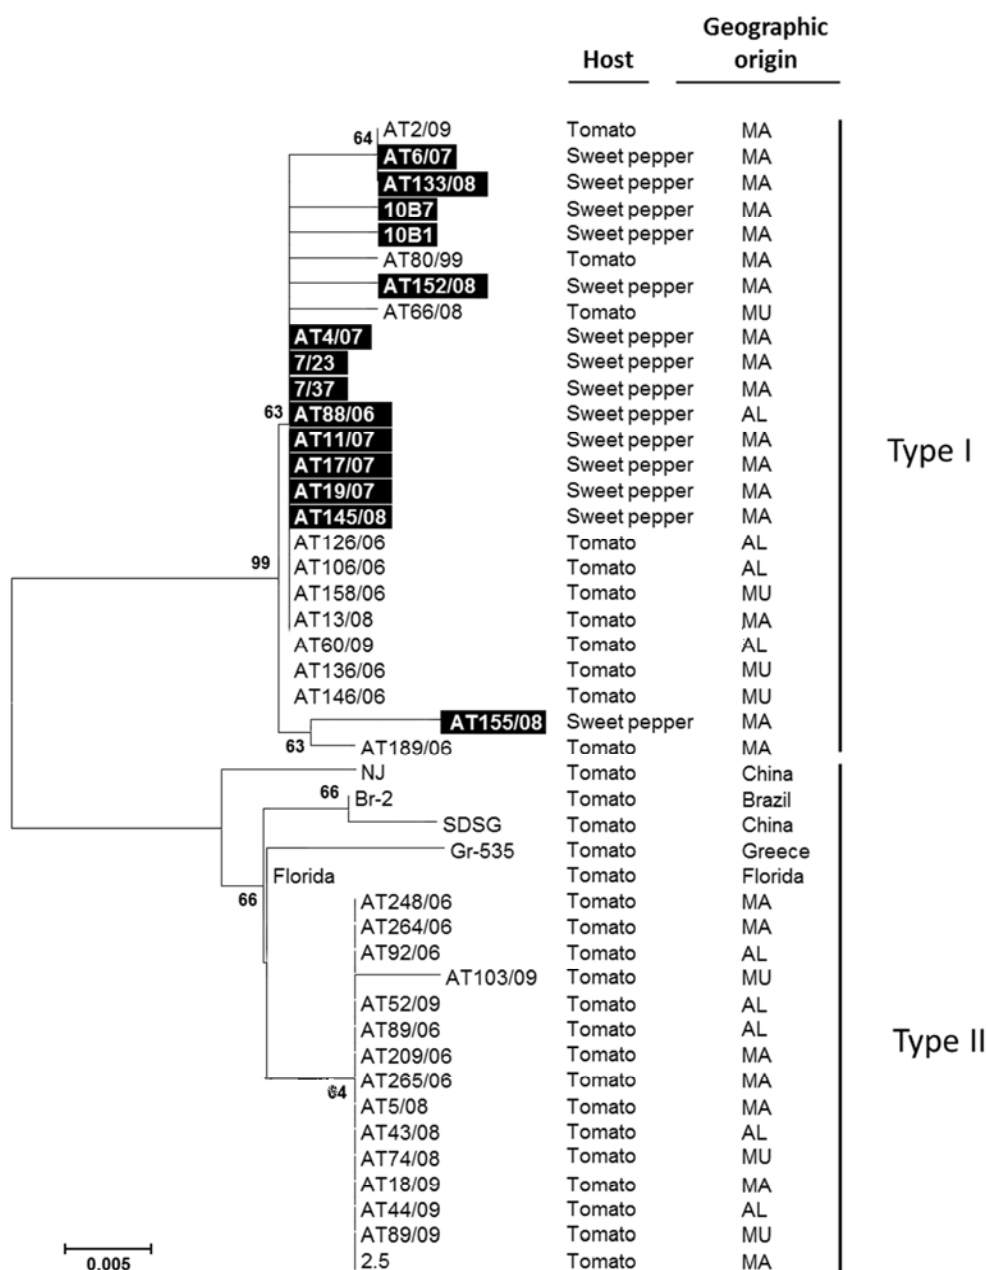 Host Geographic origin
64 AT2/09 Tomato MA
AT6/07 Sweet pepper MA
AT133/08 Sweet pepper MA
10B7 Sweet pepper MA
10B1 Sweet pepper MA
AT80/99 Tomato MA
AT152/08 Sweet pepper MA
AT66/08 Tomato MU
AT4/07 Sweet pepper MA
7/23 Sweet pepper MA
7/37 Sweet pepper MA
63 AT88/06 Sweet pepper AL
AT11/07 Sweet pepper MA
Type I
AT17/07 Sweet pepper MA
AT19/07 Sweet pepper MA
AT145/08 Sweet pepper MA
AT126/06 Tomato AL
99 AT106/06 Tomato AL
AT158/06 Tomato MU
AT13/08 Tomato MA
AT60/09 Tomato AL
AT136/06 Tomato MU
AT146/06 Tomato MU
AT155/08 Sweet pepper MA
63 AT189/06 Tomato MA
NJ Tomato China
66 Br-2 Tomato Brazil
SDSG Tomato China
Gr-535 Tomato Greece
Florida Tomato Florida
66 AT248/06 Tomato MA
AT264/06 Tomato MA
AT92/06 Tomato AL
AT103/09 Tomato MU
AT52/09 Tomato AL
AT89/06 Tomato AL
Type II
AT209/06 Tomato MA
64 AT265/06 Tomato MA
AT5/08 Tomato MA
AT43/08 Tomato AL
AT74/08 Tomato MU
AT18/09 Tomato MA
AT44/09 Tomato AL
AT89/09 Tomato MU
2.5 Tomato MA
0.005